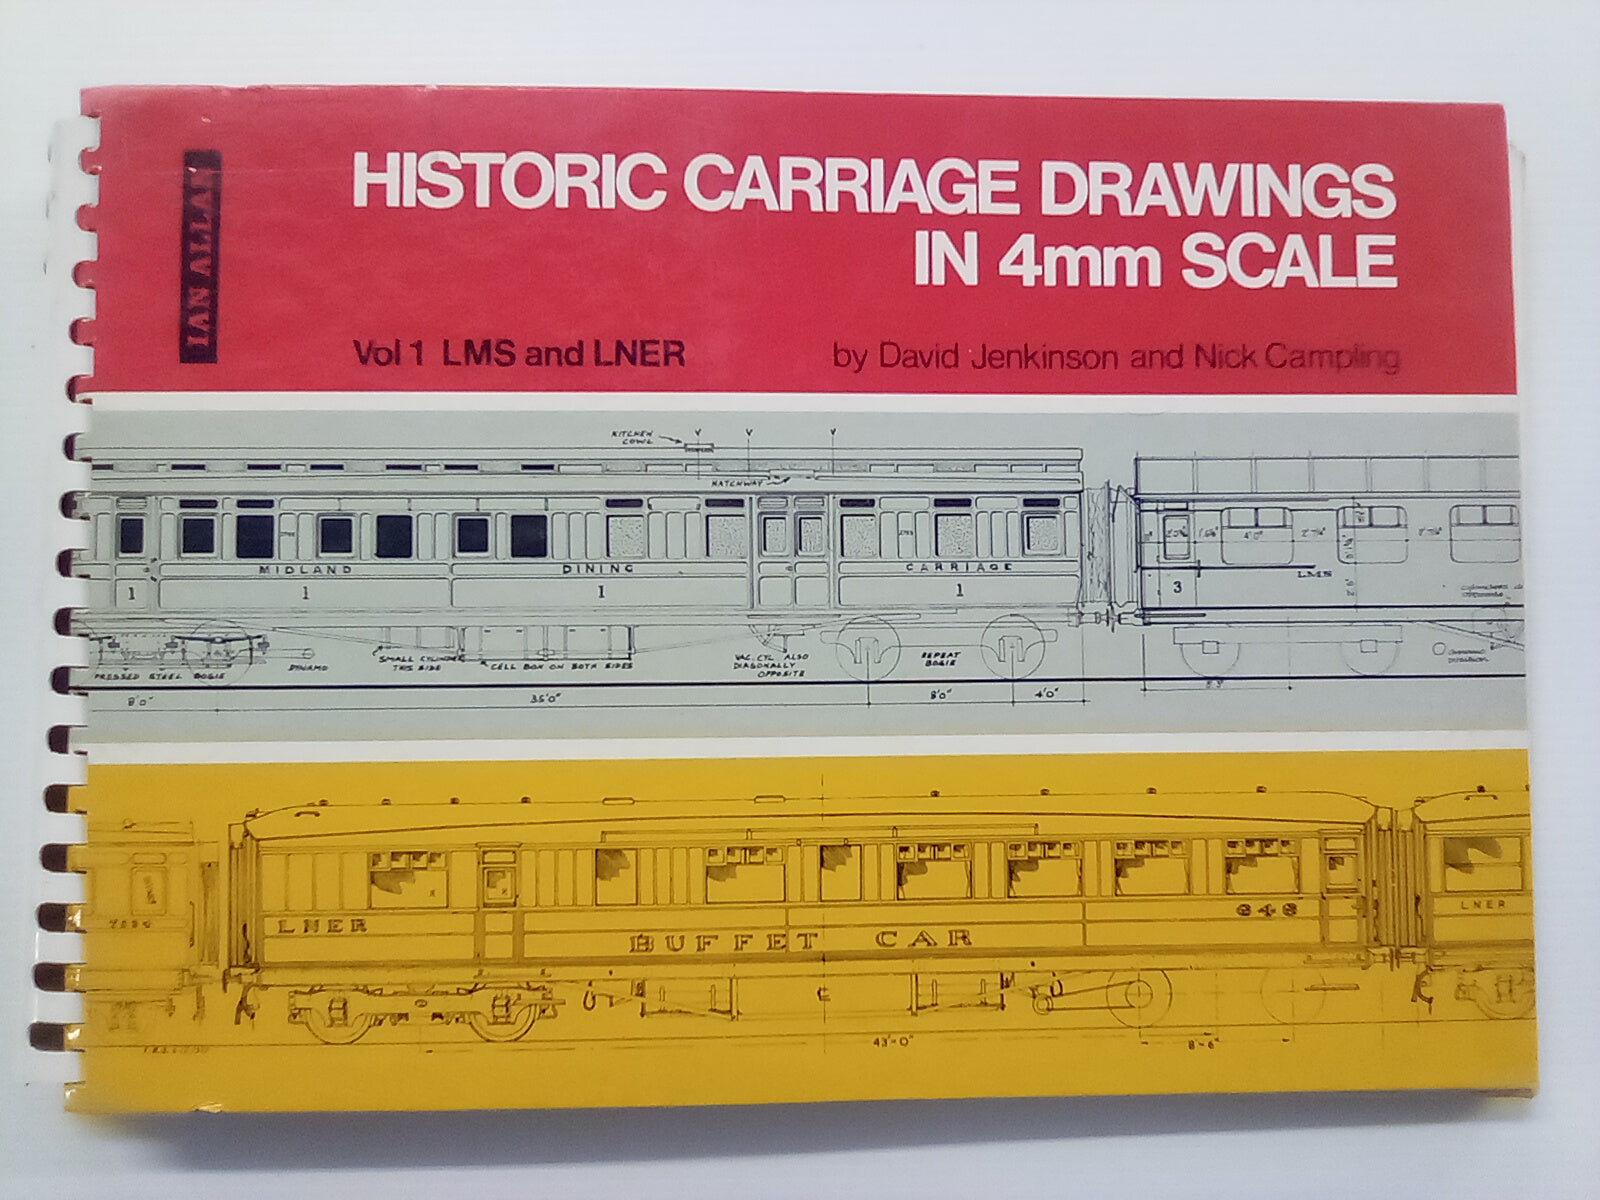 IAN ALLAN
HISTORIC CARRIAGE DRAWINGS
IN 4mm SCALE
Vol 1 LMS and LNER
by David Jenkinson and Nick Campling
KITCHEN
COWL
V V V
HATCHWAY
MIDLAND DINING CARRIAGE
1 1 1 1
LMS
3
DYNAMO
SMALL CYLINDER
THIS SIDE
CELL BOX ON BOTH SIDES
VAC. CYL ALSO
DIAGONALLY
OPPOSITE
REPEAT
BOGIE
PRESSED STEEL BOGIE
8'0" 35'0" 8'0" 4'0"
LNER 646 LNER
BUFFET CAR
43'-0" 8'-6"